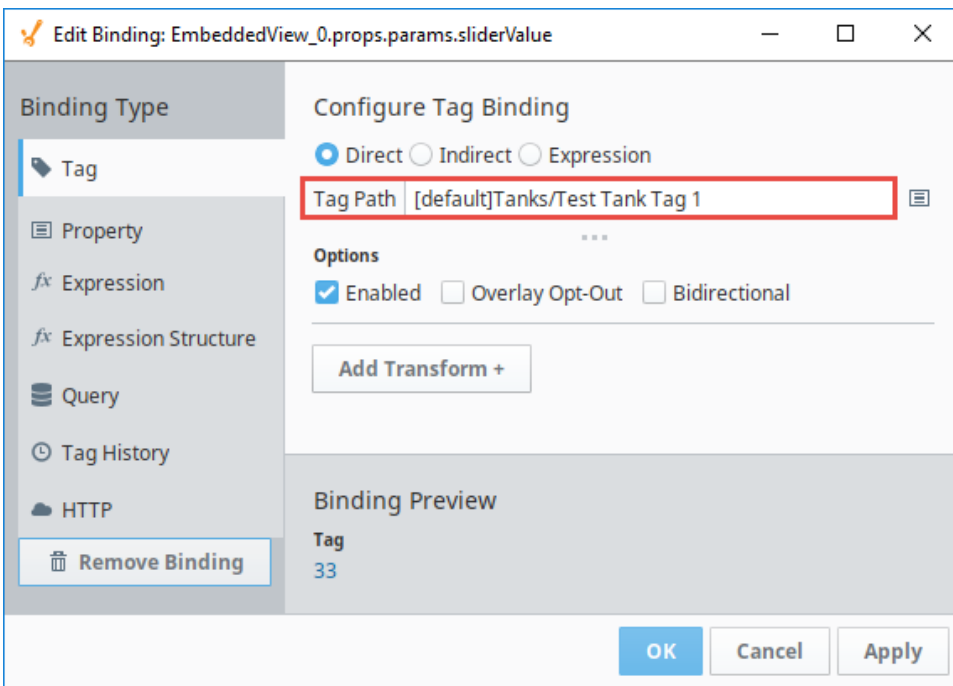 Edit Binding: EmbeddedView_0.props.params.sliderValue
Binding Type
Tag
Property
fx Expression
fx Expression Structure
Query
Tag History
HTTP
Remove Binding
Configure Tag Binding
Direct Indirect Expression
Tag Path [default]Tanks/Test Tank Tag 1
Options
Enabled Overlay Opt-Out Bidirectional
Add Transform +
Binding Preview
Tag
33
OK Cancel Apply